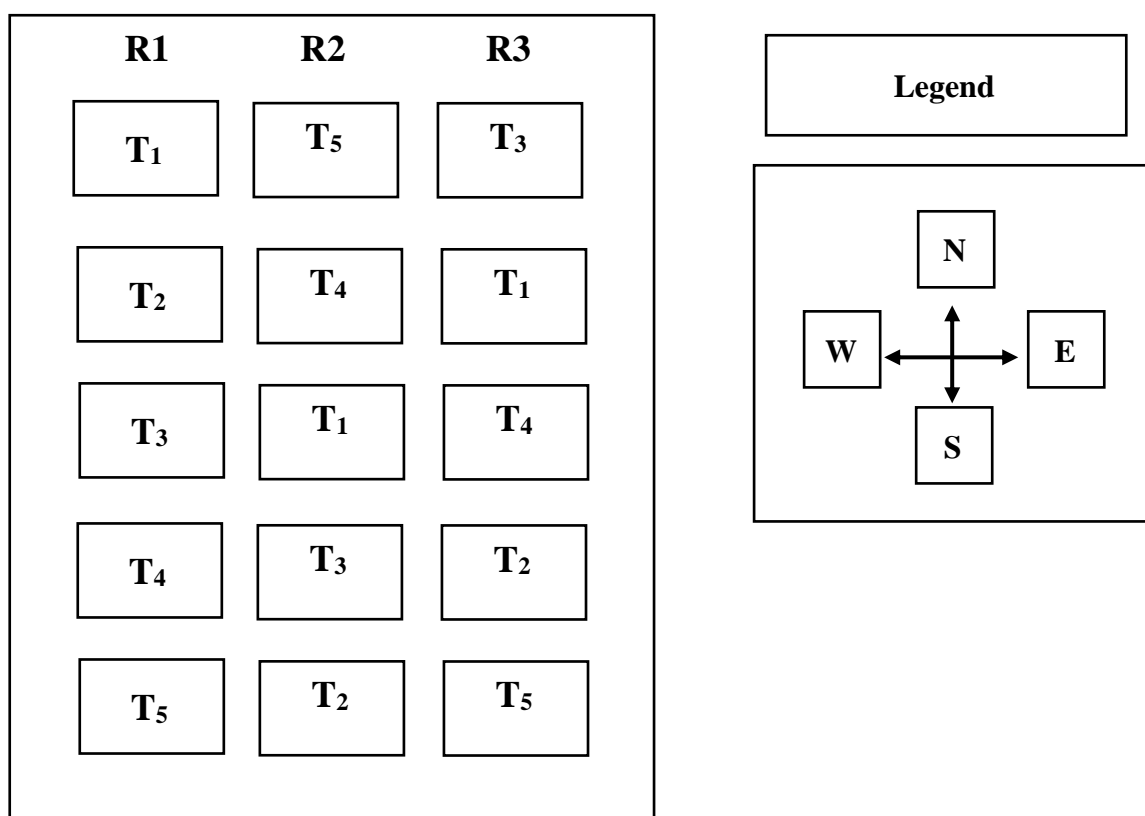 R1 R2 R3
T₁ T₅ T₃
T₂ T₄ T₁
T₃ T₁ T₄
T₄ T₃ T₂
T₅ T₂ T₅
Legend
N
W E
S